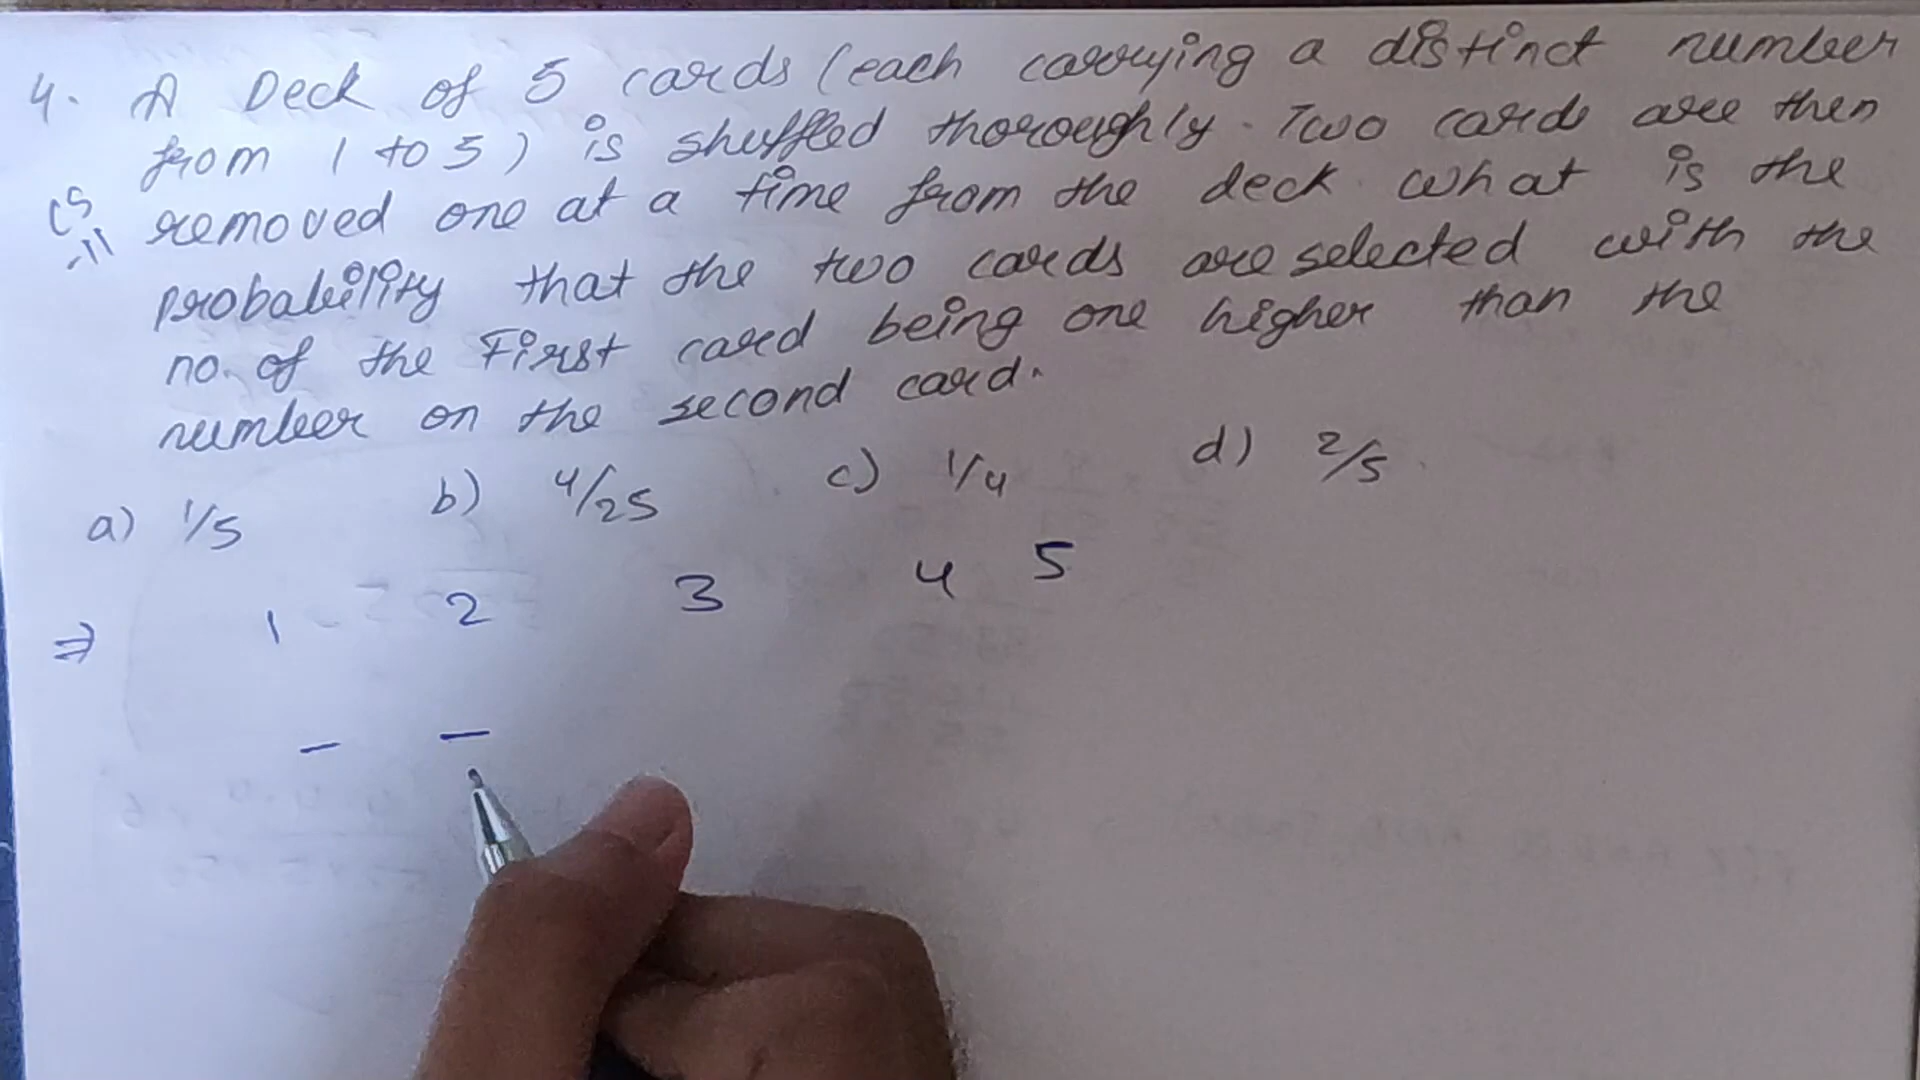 4. A Deck of 5 cards (each carrying a distinct number
from 1 to 5) is shuffled thoroughly. Two cards are then
CS
-11
removed one at a time from the deck. what is the
probability that the two cards are selected with the
no. of the First card being one higher than the
number on the second card.
a) 1/5 b) 4/25 c) 1/4 d) 2/5
⇒ 1 2 3 4 5
_ _